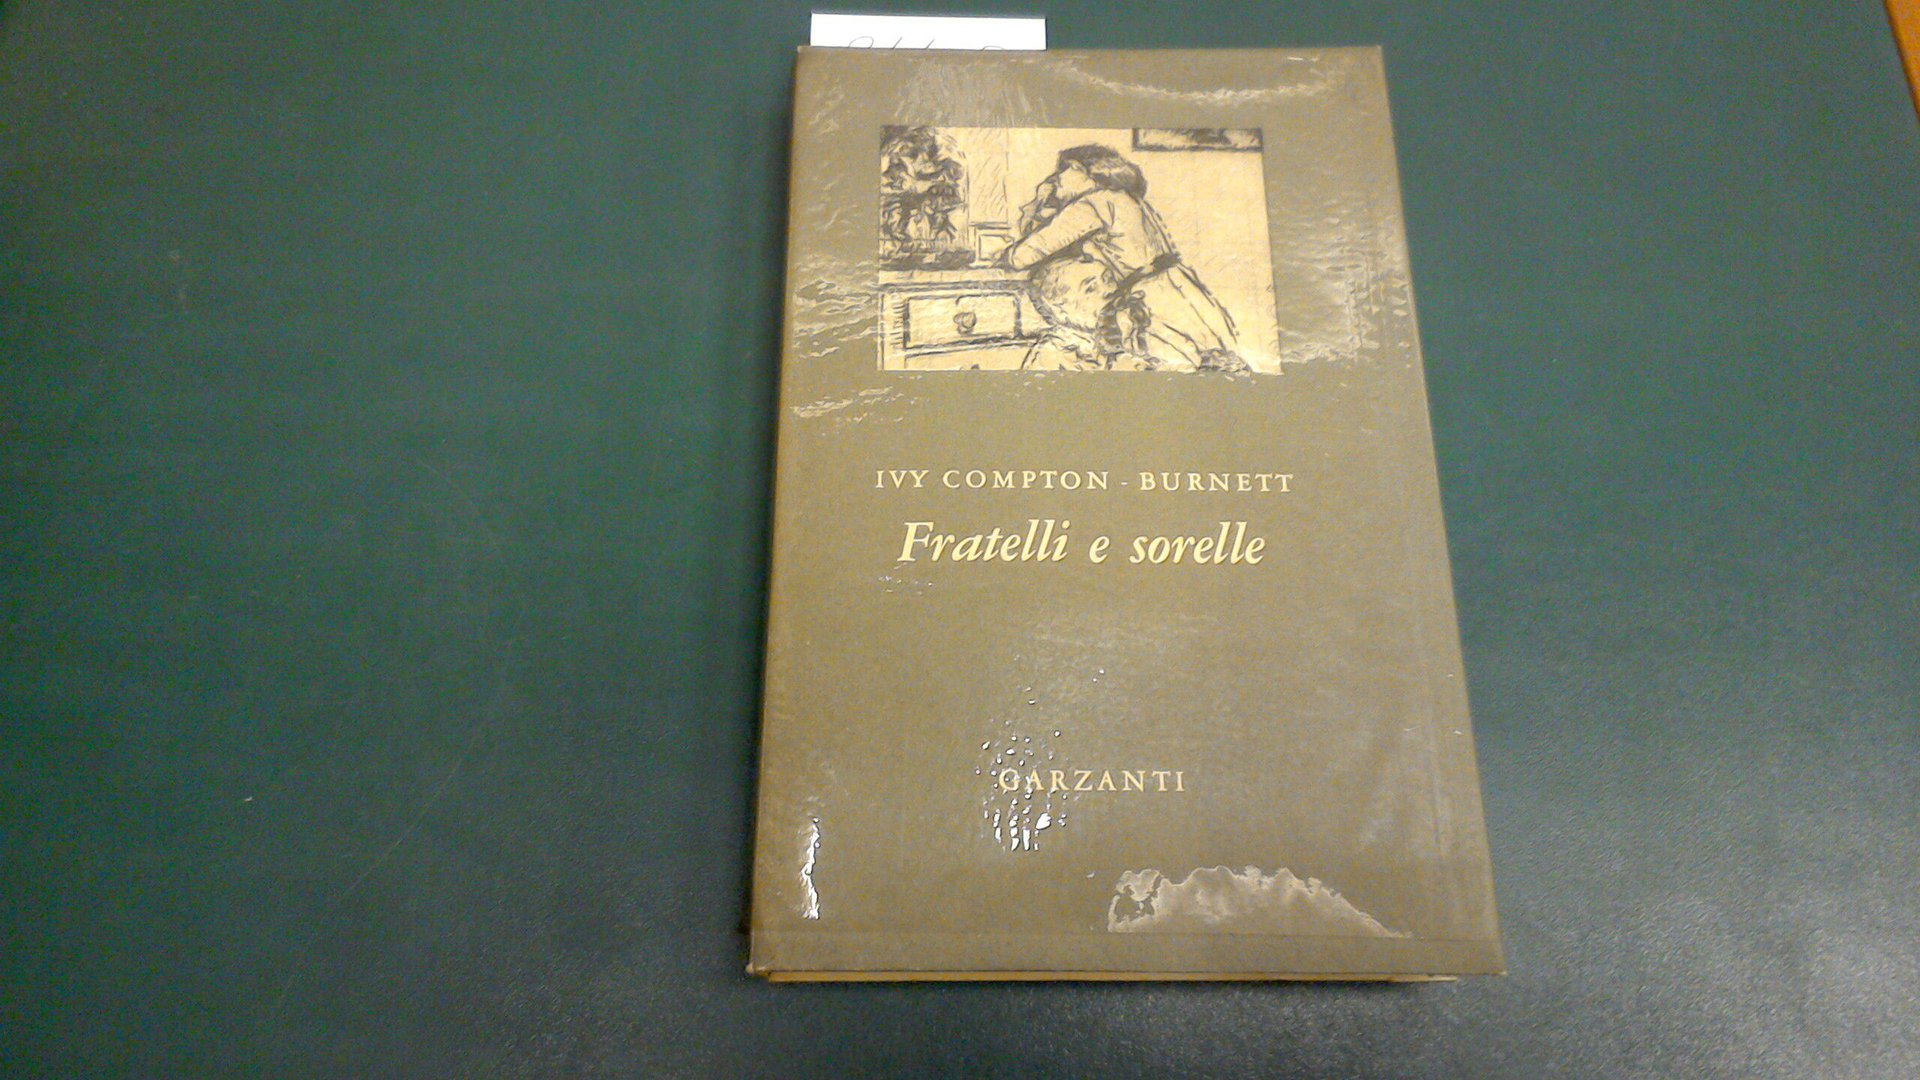 IVY COMPTON - BURNETT
Fratelli e sorelle
GARZANTI